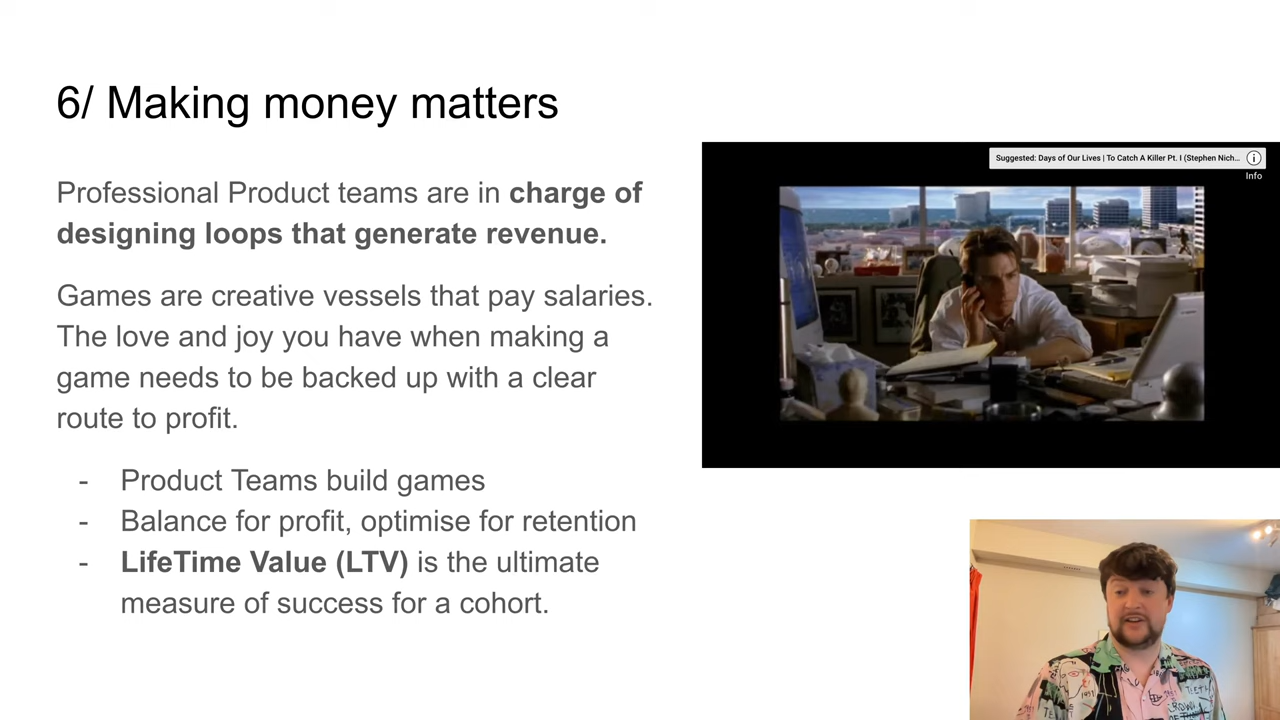 6/ Making money matters
Professional Product teams are in charge of
designing loops that generate revenue.
Games are creative vessels that pay salaries.
The love and joy you have when making a
game needs to be backed up with a clear
route to profit.
- Product Teams build games
- Balance for profit, optimise for retention
- LifeTime Value (LTV) is the ultimate
measure of success for a cohort.
Suggested: Days of Our Lives | To Catch A Killer Pt. I (Stephen Nich...
Info